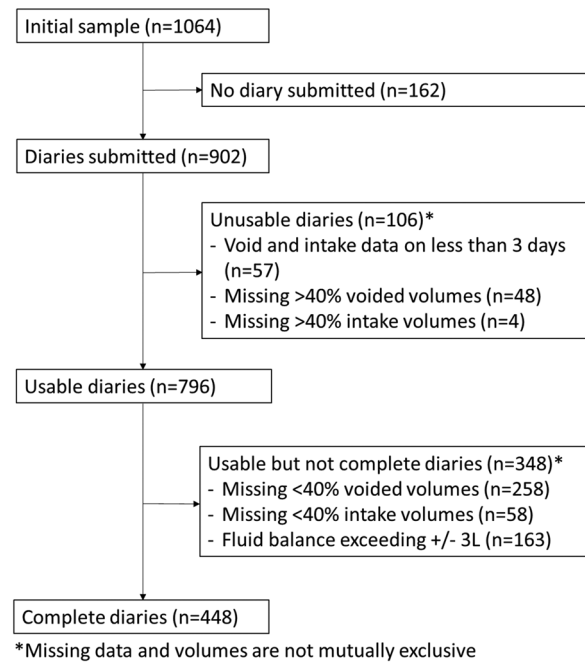 Initial sample (n=1064)
No diary submitted (n=162)
Diaries submitted (n=902)
Unusable diaries (n=106)*
- Void and intake data on less than 3 days
(n=57)
- Missing >40% voided volumes (n=48)
- Missing >40% intake volumes (n=4)
Usable diaries (n=796)
Usable but not complete diaries (n=348)*
- Missing <40% voided volumes (n=258)
- Missing <40% intake volumes (n=58)
- Fluid balance exceeding +/- 3L (n=163)
Complete diaries (n=448)
*Missing data and volumes are not mutually exclusive